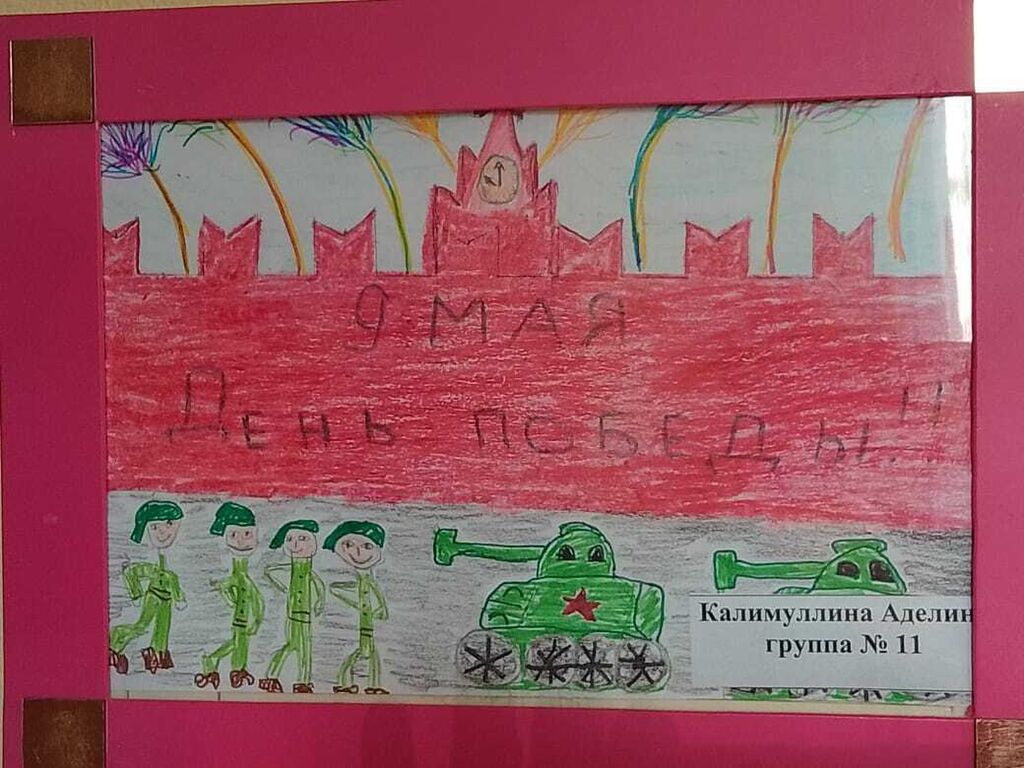 9 МАЯ
ДЕНЬ ПОБЕДЫ!!!
Калимуллина Аделин
группа № 11